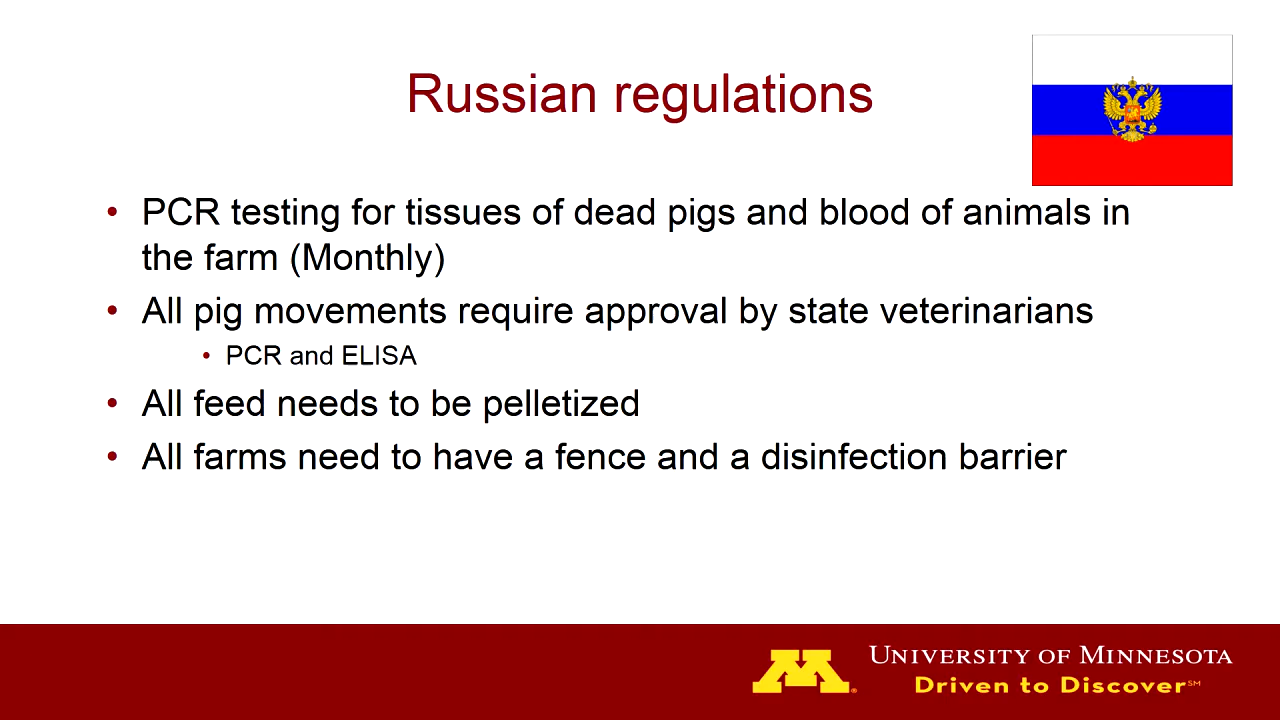 Russian regulations
• PCR testing for tissues of dead pigs and blood of animals in
the farm (Monthly)
• All pig movements require approval by state veterinarians
• PCR and ELISA
• All feed needs to be pelletized
• All farms need to have a fence and a disinfection barrier
M®
UNIVERSITY OF MINNESOTA
Driven to Discover℠